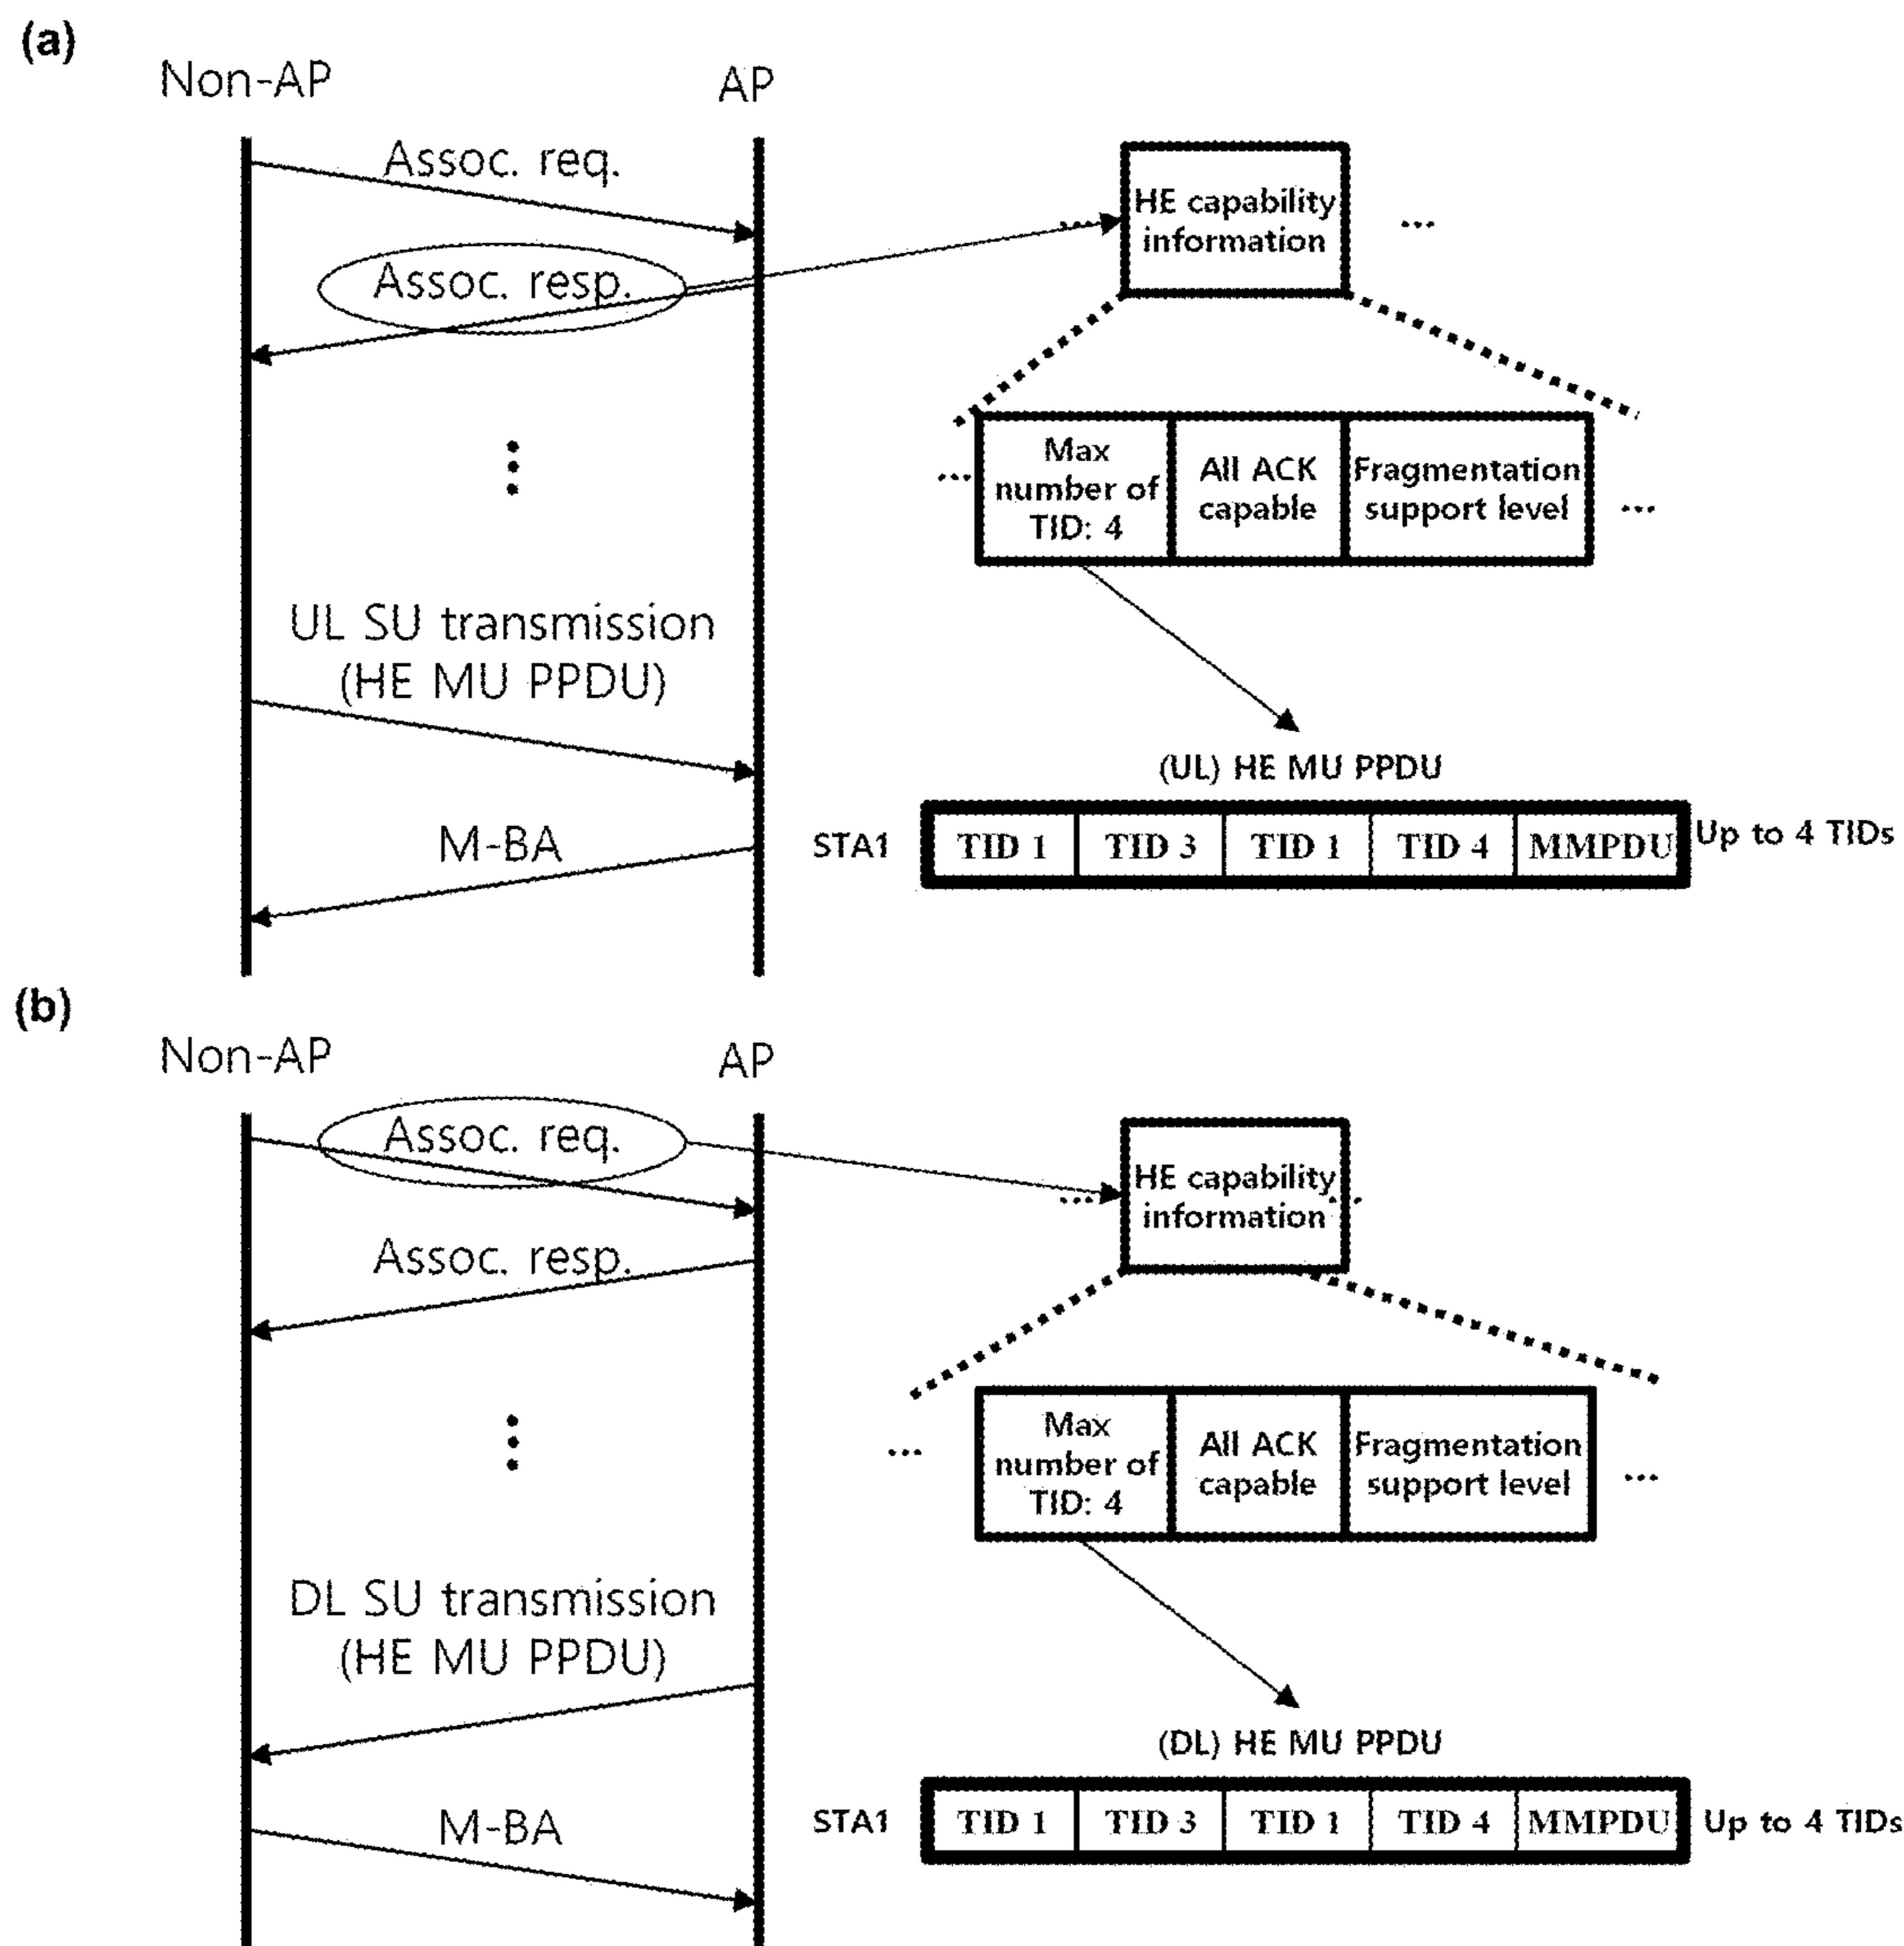 (a)
Non-AP
AP
Assoc. req.
Assoc. resp.
...
HE capability
information
...
...
Max
number of
TID: 4
All ACK
capable
Fragmentation
support level
...
UL SU transmission
(HE MU PPDU)
M-BA
(UL) HE MU PPDU
STA1
TID 1
TID 3
TID 1
TID 4
MMPDU
Up to 4 TIDs
(b)
Non-AP
AP
Assoc. req.
Assoc. resp.
...
HE capability
information
...
...
Max
number of
TID: 4
All ACK
capable
Fragmentation
support level
...
DL SU transmission
(HE MU PPDU)
M-BA
(DL) HE MU PPDU
STA1
TID 1
TID 3
TID 1
TID 4
MMPDU
Up to 4 TIDs